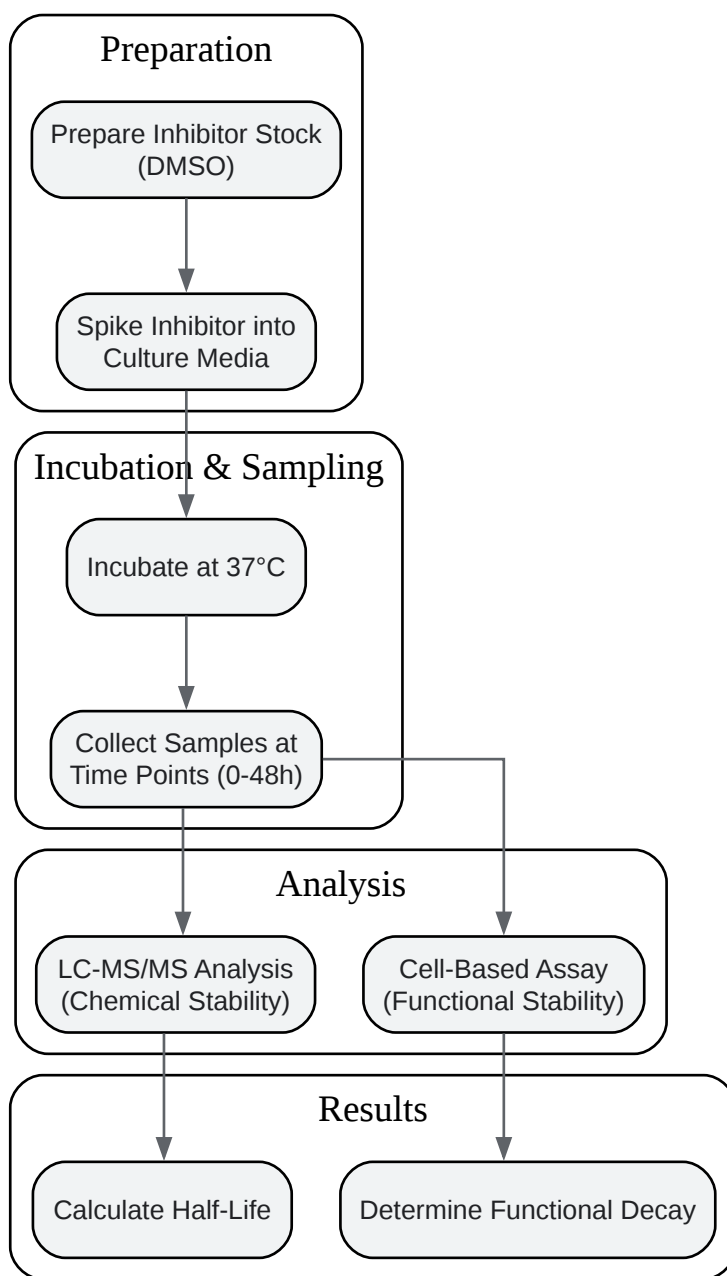 Preparation
Prepare Inhibitor Stock
(DMSO)
Spike Inhibitor into
Culture Media
Incubation & Sampling
Incubate at 37°C
Collect Samples at
Time Points (0-48h)
Analysis
LC-MS/MS Analysis
(Chemical Stability)
Cell-Based Assay
(Functional Stability)
Results
Calculate Half-Life
Determine Functional Decay